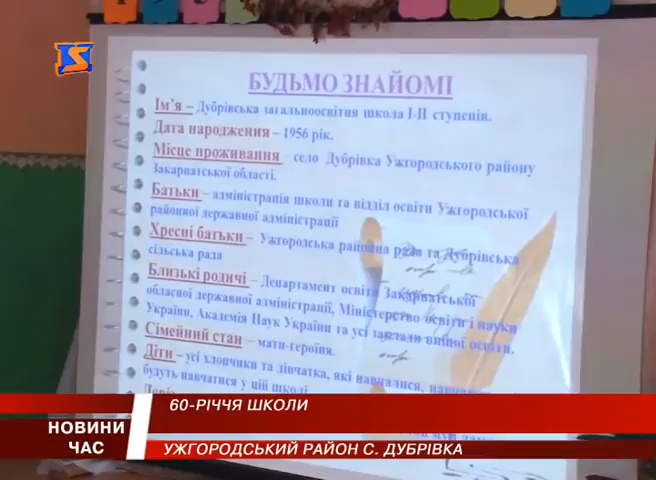 БУДЬМО ЗНАЙОМІ
Ім'я – Дубрівська загальноосвітня школа І-ІІ ступенів.
Дата народження – 1956 рік.
Місце проживання – село Дубрівка Ужгородського району
Закарпатської області.
Батьки – адміністрація школи та відділ освіти Ужгородської
районної державної адміністрації
Хресні батьки – Ужгородська районна рада та Дубрівська
сільська рада
Близькі родичі – Департамент освіти Закарпатської
обласної державної адміністрації, Міністерство освіти і науки
України, Академія Наук України та усі заклади вищої освіти.
Сімейний стан – мати-героїня.
Діти – усі хлопчики та дівчатка, які навчалися,
будуть навчатися у цій школі
60-РІЧЧЯ ШКОЛИ
НОВИНИ
ЧАС
УЖГОРОДСЬКИЙ РАЙОН С. ДУБРІВКА